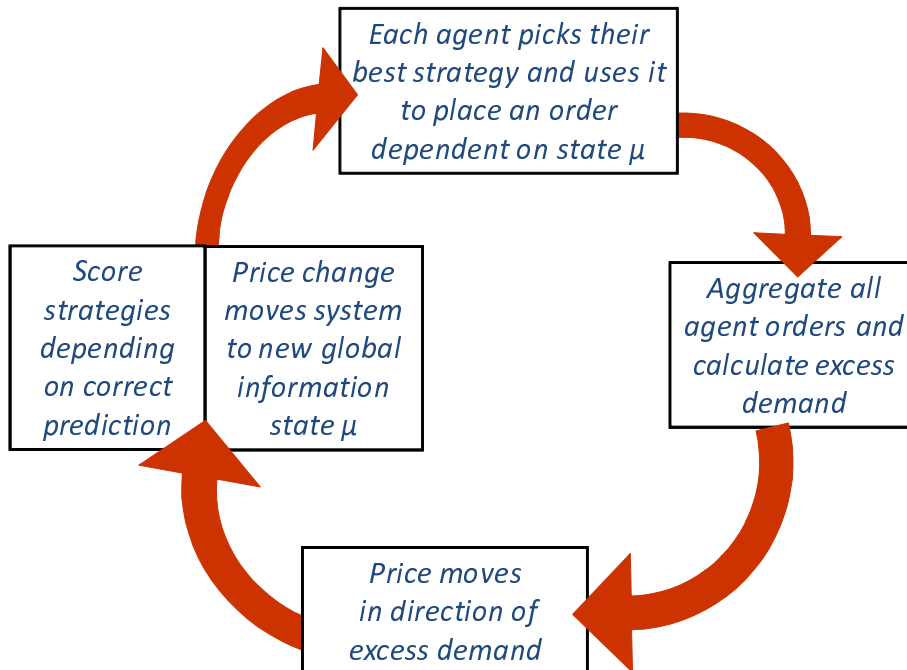 Each agent picks their
best strategy and uses it
to place an order
dependent on state μ
Aggregate all
agent orders and
calculate excess
demand
Price moves
in direction of
excess demand
Score
strategies
depending
on correct
prediction
Price change
moves system
to new global
information
state μ